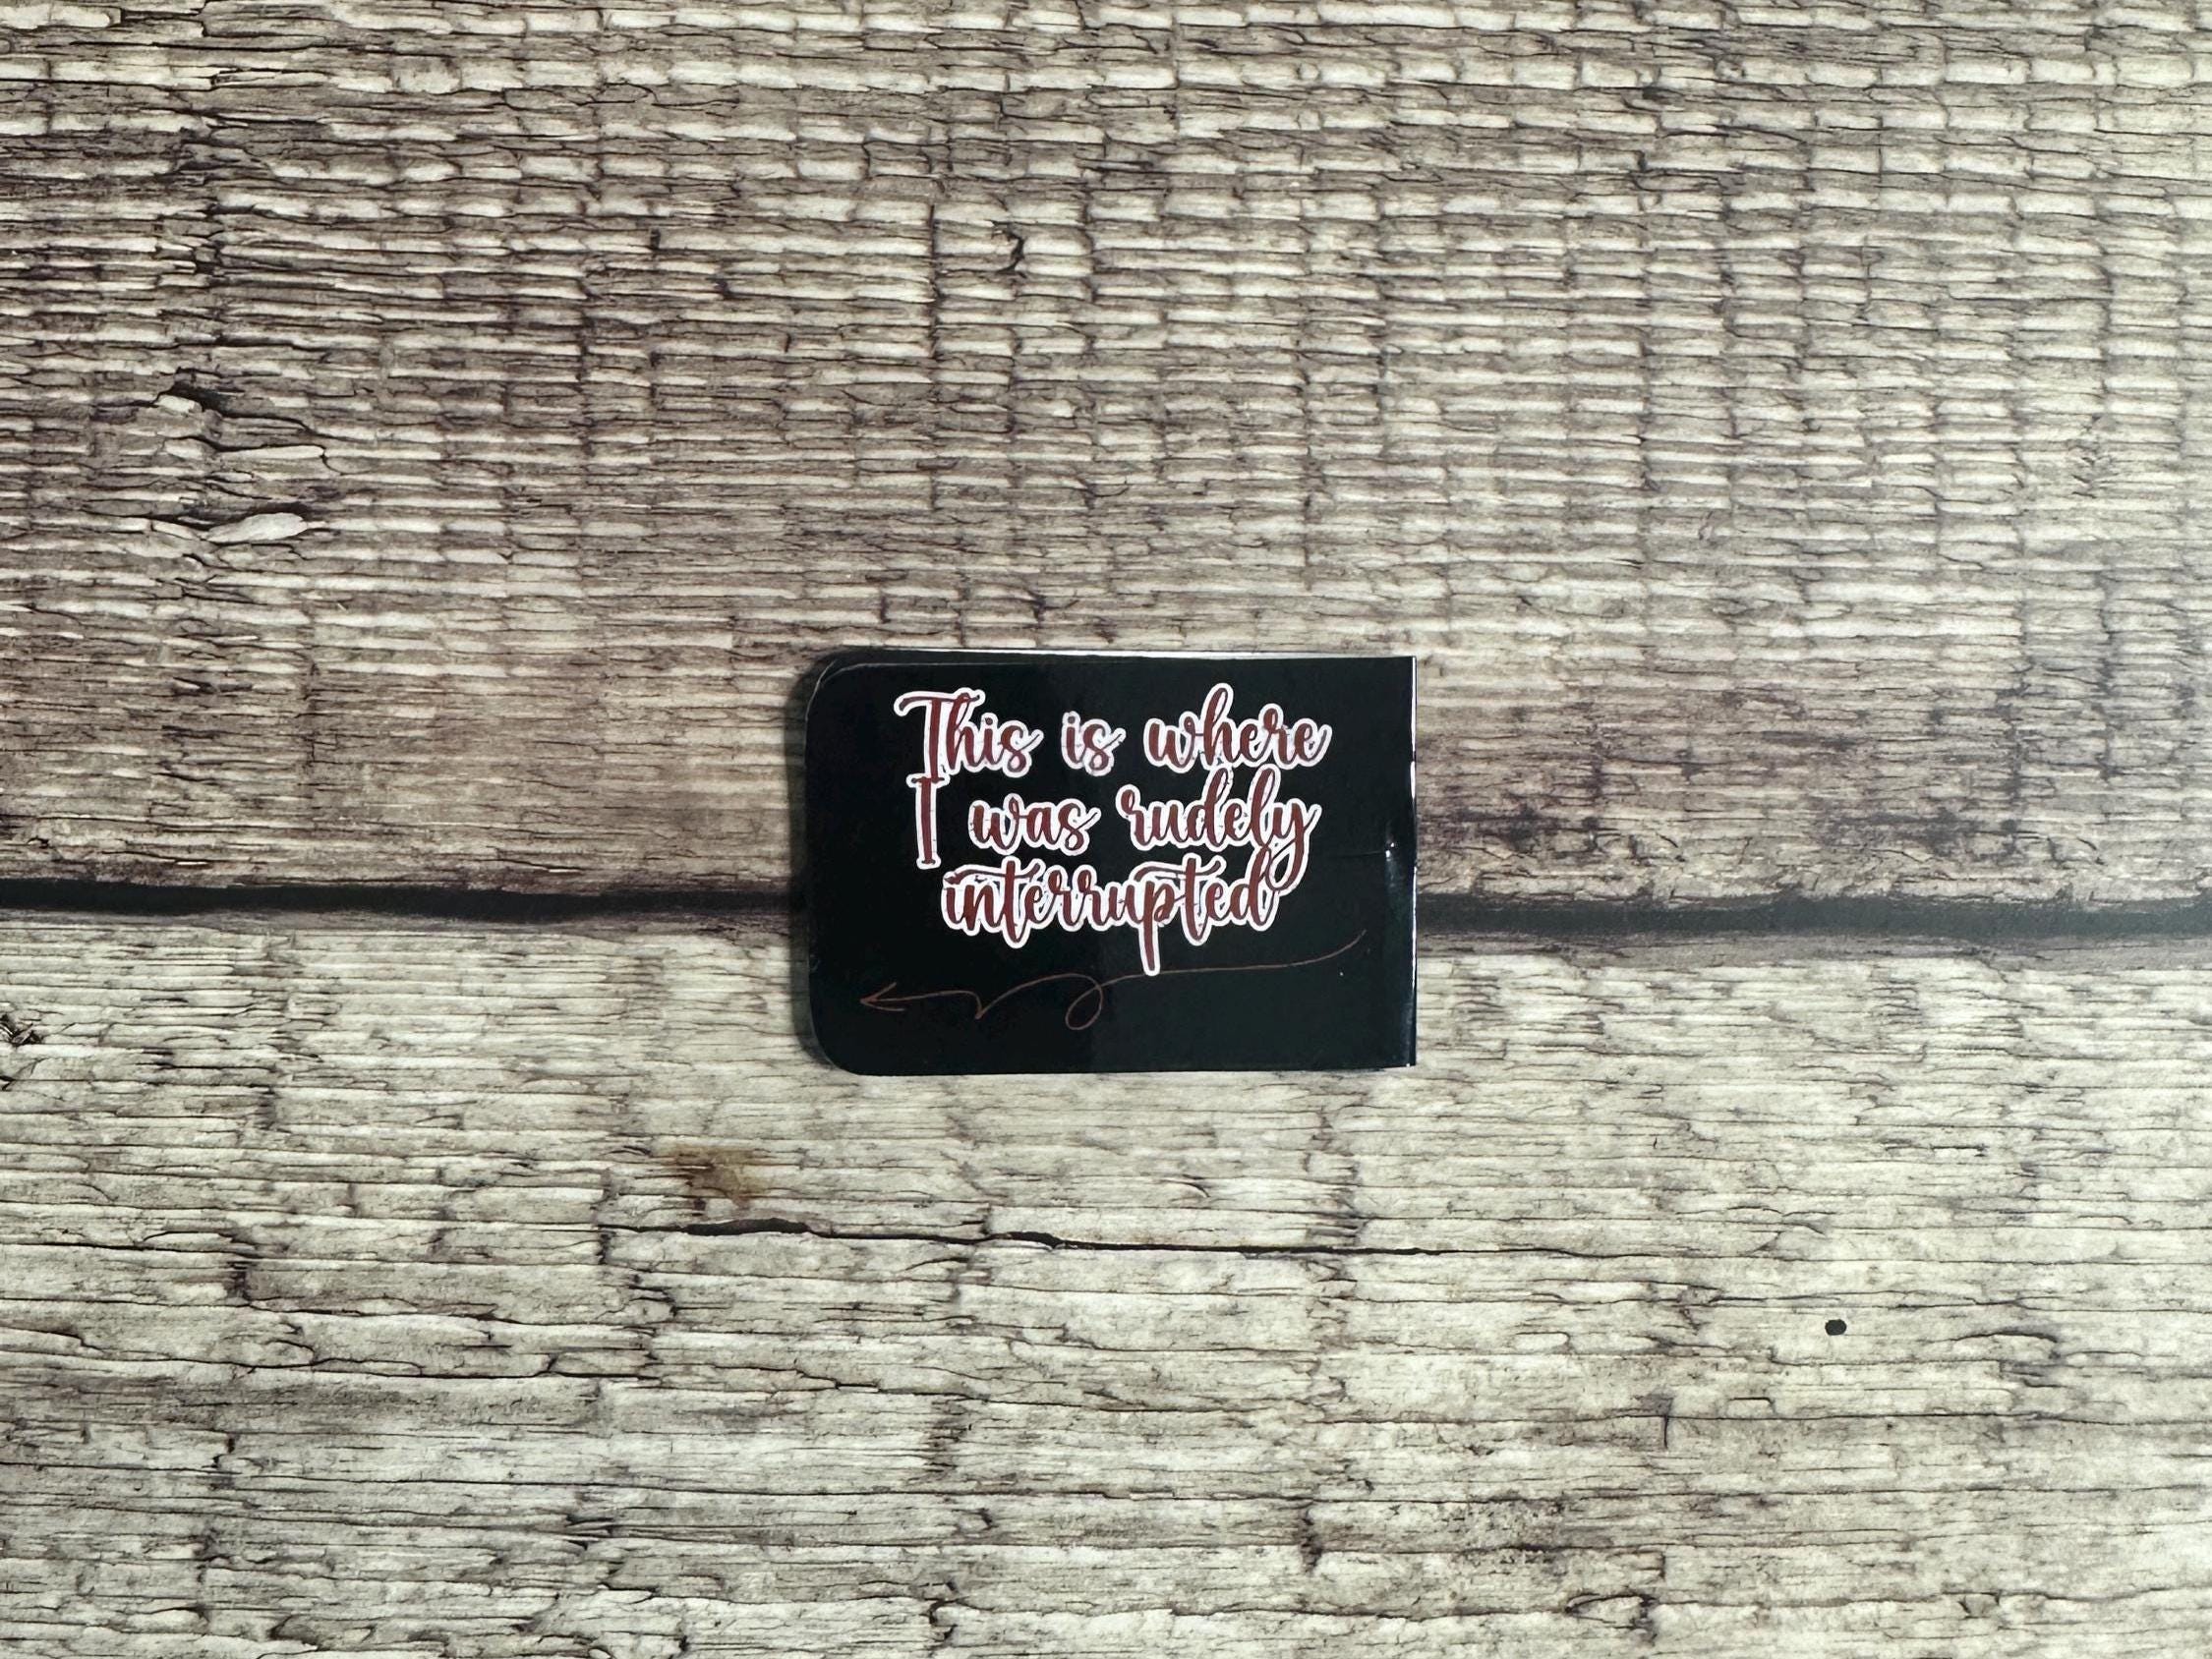 This is where
I was rudely
interrupted